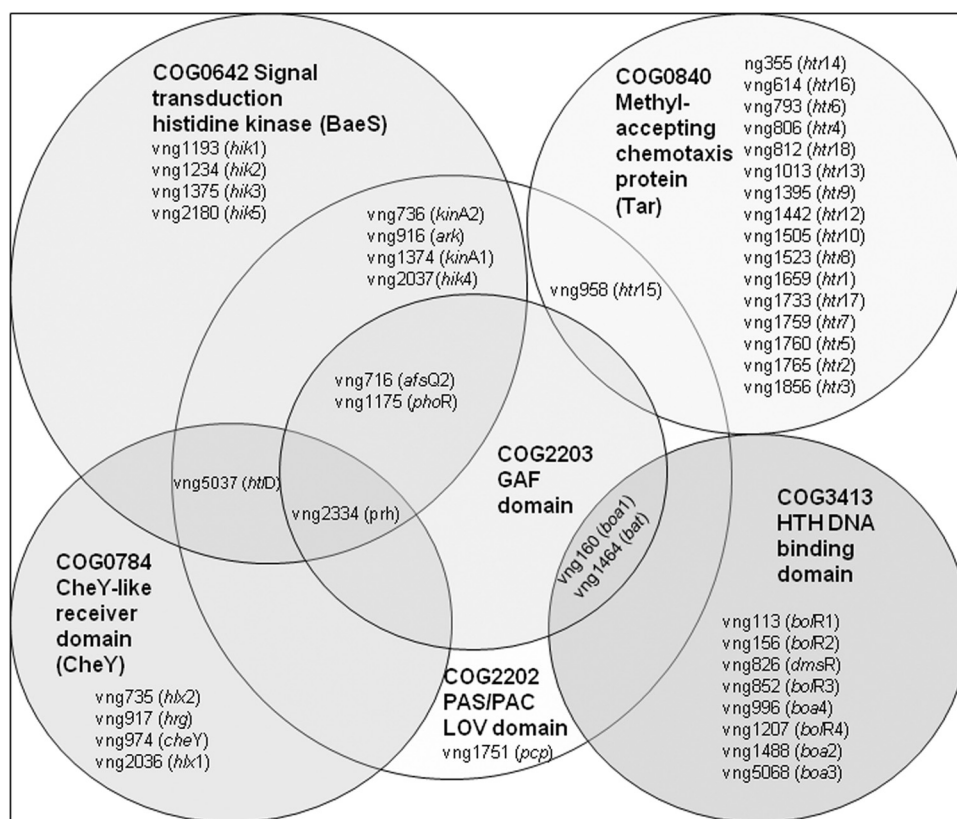 COG0642 Signal
transduction
histidine kinase (BaeS)
vng1193 (hik1)
vng1234 (hik2)
vng1375 (hik3)
vng2180 (hik5)
COG0840
Methyl-
accepting
chemotaxis
protein
(Tar)
ng355 (htr14)
vng614 (htr16)
vng793 (htr6)
vng806 (htr4)
vng812 (htr18)
vng1013 (htr13)
vng1395 (htr9)
vng1442 (htr12)
vng1505 (htr10)
vng1523 (htr8)
vng1659 (htr1)
vng1733 (htr17)
vng1759 (htr7)
vng1760 (htr5)
vng1765 (htr2)
vng1856 (htr3)
vng736 (kinA2)
vng916 (ark)
vng1374 (kinA1)
vng2037 (hik4)
vng958 (htr15)
vng716 (afsQ2)
vng1175 (phoR)
COG2203
GAF
domain
vng5037 (htlD)
vng2334 (prh)
vng160 (boa1)
vng1464 (bat)
COG3413
HTH DNA
binding
domain
vng113 (bolR1)
vng156 (bolR2)
vng826 (dmsR)
vng852 (bolR3)
vng996 (boa4)
vng1207 (bolR4)
vng1488 (boa2)
vng5068 (boa3)
COG0784
CheY-like
receiver
domain
(CheY)
vng735 (hlx2)
vng917 (hrg)
vng974 (cheY)
vng2036 (hlx1)
COG2202
PAS/PAC
LOV domain
vng1751 (pcp)